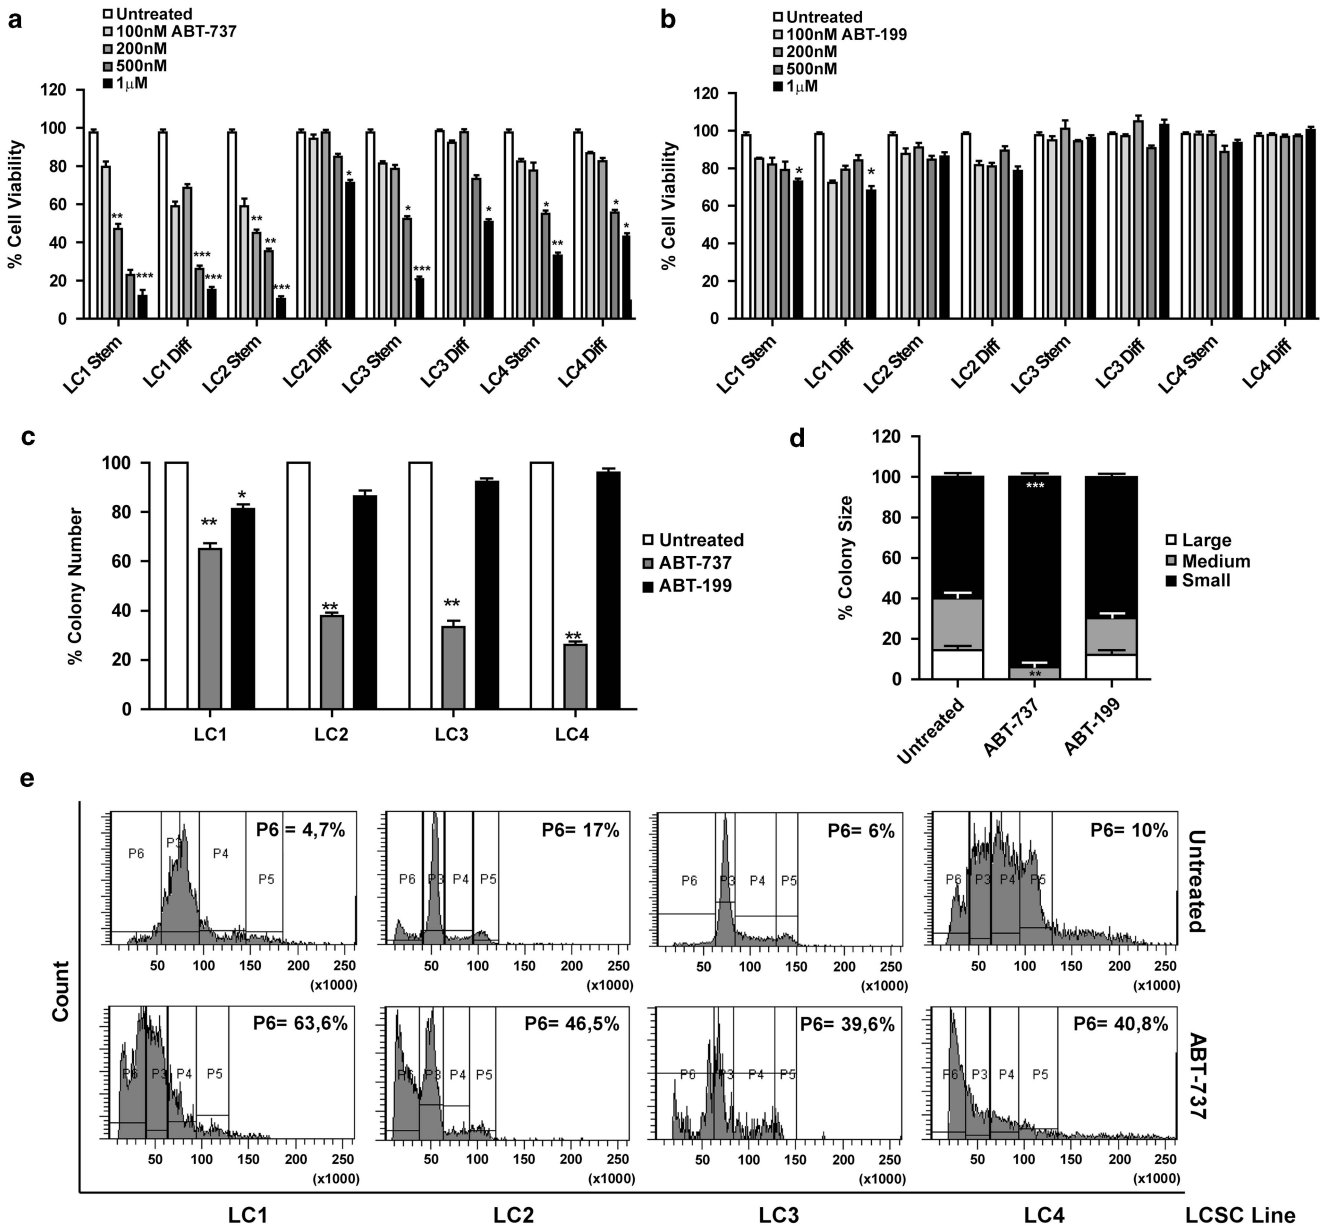 a
Untreated
100nM ABT-737
200nM
500nM
1µM
% Cell Viability
120
100
80
60
40
20
0
** *** *** *** ** ** *** * * *** * * ** * *
LC1 Stem
LC1 Diff
LC2 Stem
LC2 Diff
LC3 Stem
LC3 Diff
LC4 Stem
LC4 Diff
b
Untreated
100nM ABT-199
200nM
500nM
1µM
% Cell Viability
120
100
80
60
40
20
0
* *
LC1 Stem
LC1 Diff
LC2 Stem
LC2 Diff
LC3 Stem
LC3 Diff
LC4 Stem
LC4 Diff
c
% Colony Number
100
80
60
40
20
0
** * ** ** **
LC1 LC2 LC3 LC4
Untreated
ABT-737
ABT-199
d
% Colony Size
120
100
80
60
40
20
0
***
**
Untreated
ABT-737
ABT-199
Large
Medium
Small
e
Count
P6 = 4,7%
P6 P3 P4 P5
50 100 150 200 250
(x1000)
P6= 17%
P6 P3 P4 P5
50 100 150 200 250
(x1000)
P6= 6%
P6 P3 P4 P5
50 100 150 200 250
(x1000)
P6= 10%
P6 P3 P4 P5
50 100 150 200 250
(x1000)
Untreated
P6= 63,6%
P6 P3 P4 P5
50 100 150 200 250
(x1000)
P6= 46,5%
P6 P3 P4 P5
50 100 150 200 250
(x1000)
P6= 39,6%
P6 P3 P4 P5
50 100 150 200 250
(x1000)
P6= 40,8%
P6 P3 P4 P5
50 100 150 200 250
(x1000)
ABT-737
LC1 LC2 LC3 LC4 LCSC Line